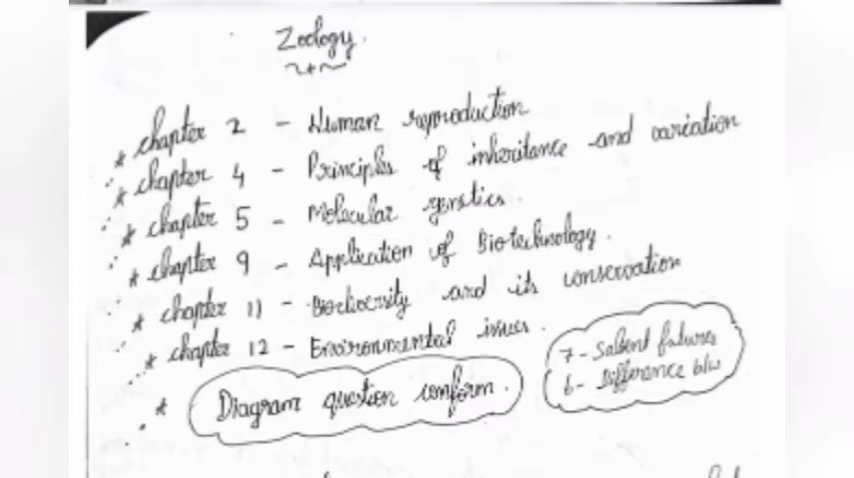 Zoology.
* chapter 2 - Human reproduction
* chapter 4 - Principles of inheritance and variation
* chapter 5 - Molecular genetics.
* chapter 9 - Application of Biotechnology.
* chapter 11 - Biodiversity and its conservation
* chapter 12 - Environmental issues.
* Diagram question conform.
7 - Salient futures
6 - Difference b/w